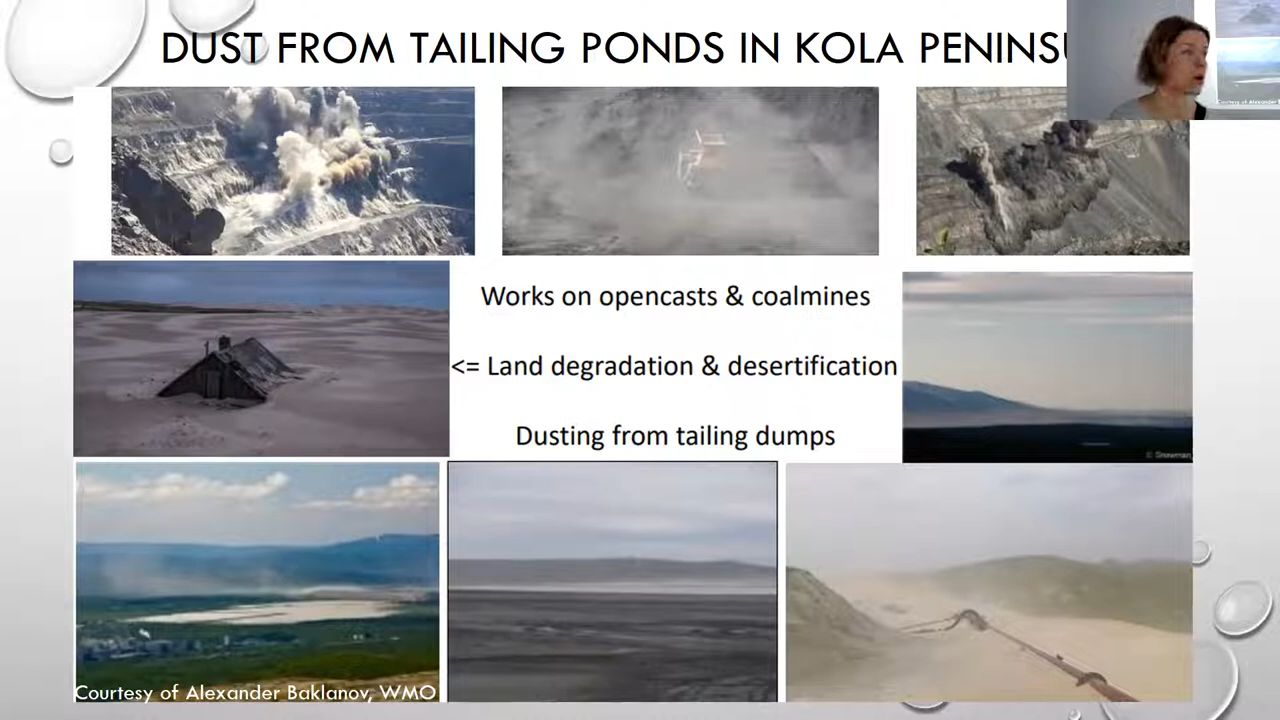 DUST FROM TAILING PONDS IN KOLA PENINSU
Works on opencasts & coalmines
<= Land degradation & desertification
Dusting from tailing dumps
© Snowman
Courtesy of Alexander Baklanov, WMO